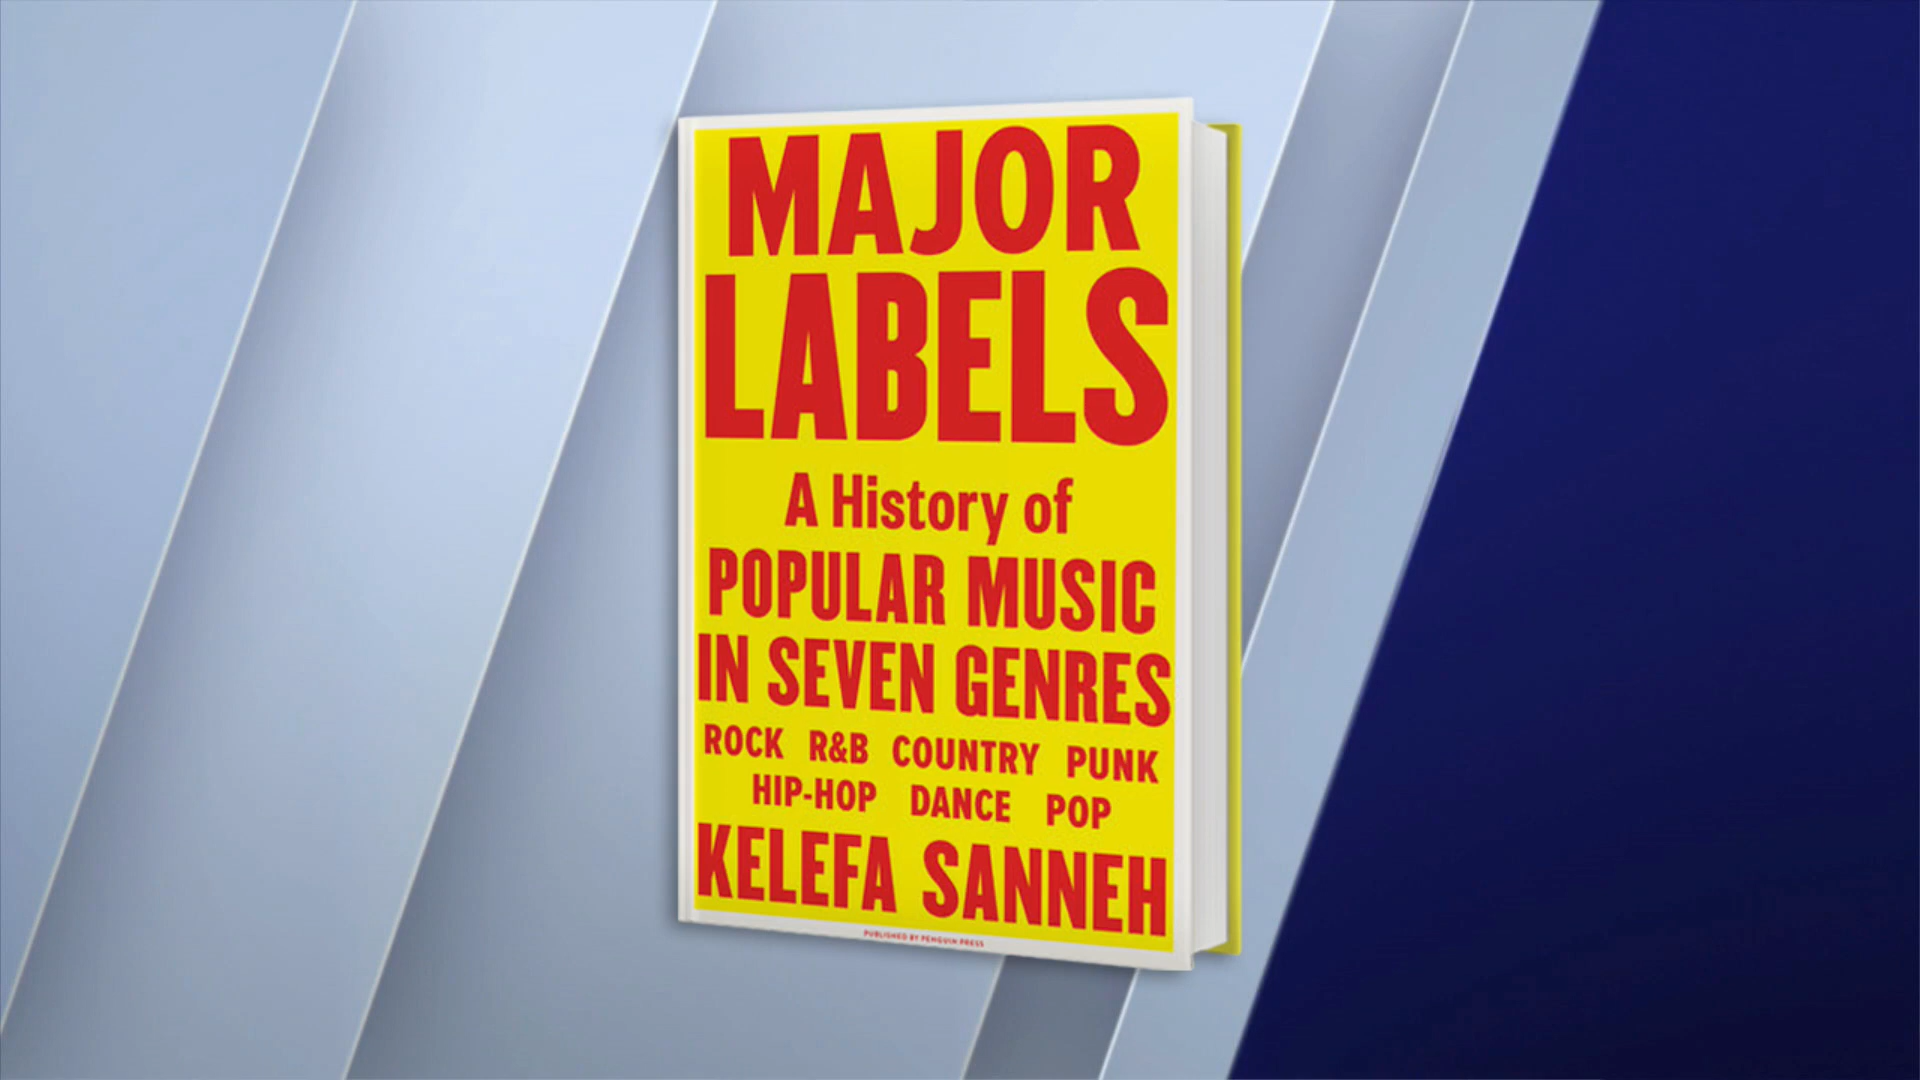 MAJOR
LABELS
A History of
POPULAR MUSIC
IN SEVEN GENRES
ROCK R&B COUNTRY PUNK
HIP-HOP DANCE POP
KELEFA SANNEH
PUBLISHED BY PENGUIN PRESS